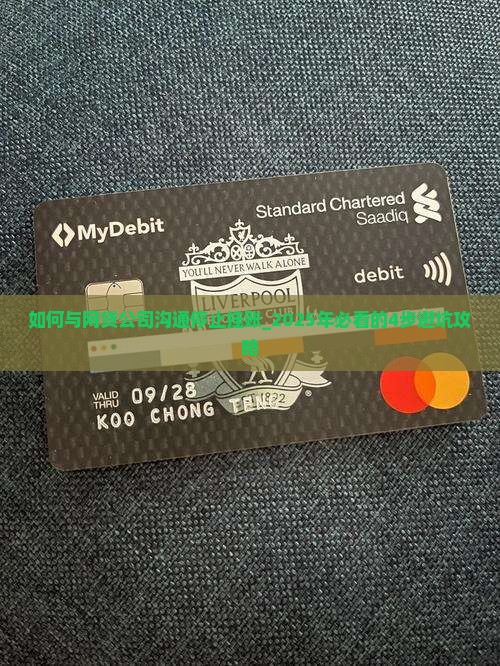 MyDebit
Standard Chartered
Saadiq
YOU'LL NEVER WALK ALONE
debit
LIVERPOOL
如何与网贷公司沟通停止挂账_2025年必看的4步避坑攻
略
VALID
THRU
09/28
KOO CHONG
1892